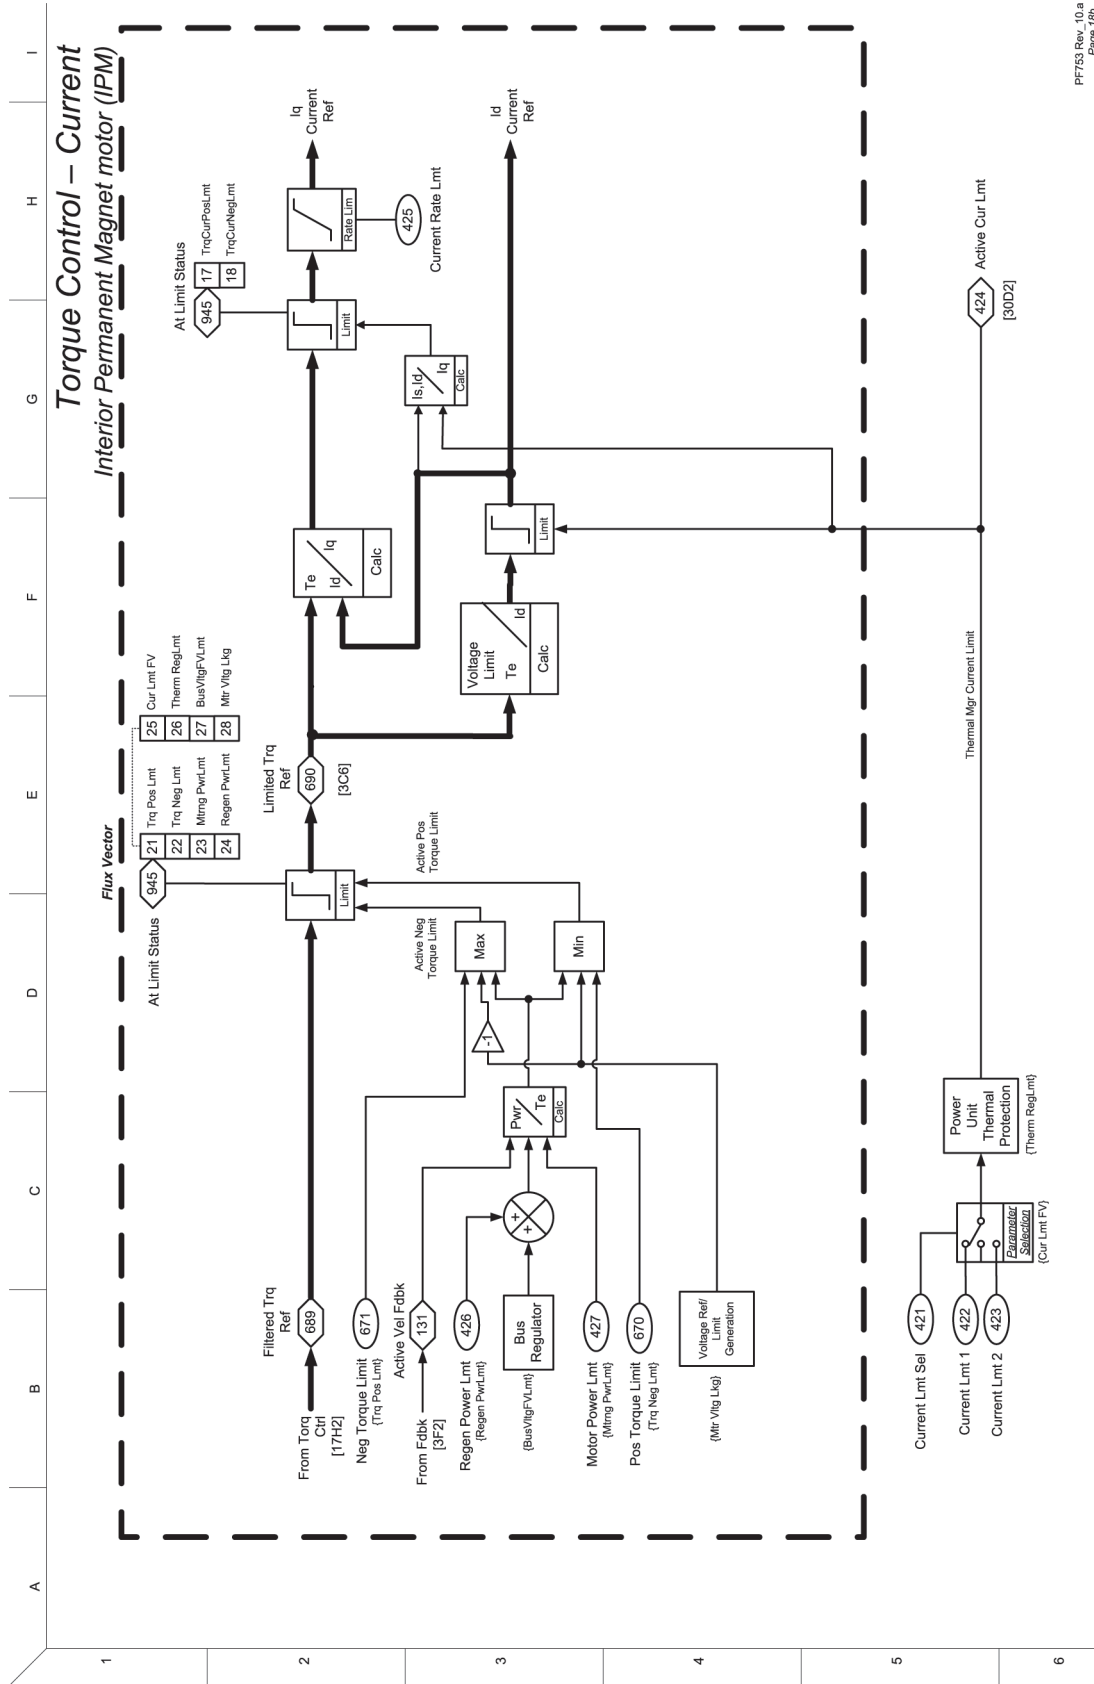 A
B
C
D
E
F
G
H
I
1
2
3
4
5
6
Torque Control – Current
Interior Permanent Magnet motor (IPM)
Flux Vector
At Limit Status
945
21 Trq Pos Lmt
22 Trq Neg Lmt
23 Mtrng PwrLmt
24 Regen PwrLmt
25 Cur Lmt FV
26 Therm RegLmt
27 BusVltgFVLmt
28 Mtr Vltg Lkg
At Limit Status
945
17 TrqCurPosLmt
18 TrqCurNegLmt
From Torq
Ctrl
[17H2]
Filtered Trq
Ref
689
Limit
Limited Trq
Ref
690
[3C6]
Te
Iq
Id
Calc
Limit
Rate Lim
Iq
Current
Ref
425
Current Rate Lmt
Neg Torque Limit
{Trq Pos Lmt}
671
From Fdbk
[3F2]
Active Vel Fdbk
131
Regen Power Lmt
{Regen PwrLmt}
426
Bus
Regulator
{BusVltgFVLmt}
+
+
Motor Power Lmt
{Mtrng PwrLmt}
427
Pos Torque Limit
{Trq Neg Lmt}
670
Voltage Ref/
Limit
Generation
{Mtr Vltg Lkg}
Pwr
Te
Calc
-1
Max
Min
Active Neg
Torque Limit
Active Pos
Torque Limit
Voltage
Limit
Te
Id
Calc
Limit
Is,Id
Iq
Calc
Id
Current
Ref
Current Lmt Sel
421
Current Lmt 1
422
Current Lmt 2
423
Parameter
Selection
{Cur Lmt FV}
Power
Unit
Thermal
Protection
{Therm RegLmt}
Thermal Mgr Current Limit
424
Active Cur Lmt
[30D2]
PF753 Rev_10.a
Page 18b